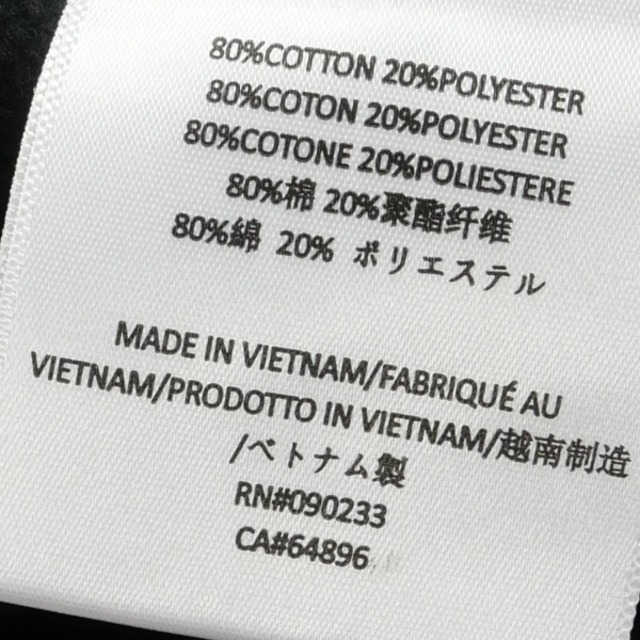 80%COTTON 20%POLYESTER
80%COTON 20%POLYESTER
80%COTONE 20%POLIESTERE
80%棉 20%聚酯纤维
80%綿 20% ポリエステル
MADE IN VIETNAM/FABRIQUÉ AU
VIETNAM/PRODOTTO IN VIETNAM/越南制造
/ベトナム製
RN#090233
CA#64896